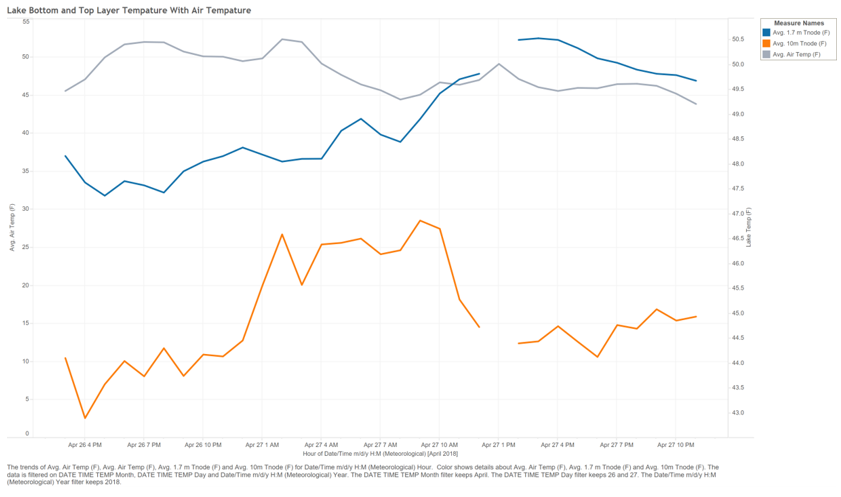 Lake Bottom and Top Layer Tempature With Air Tempature
Measure Names
Avg. 1.7 m Tnode (F)
Avg. 10m Tnode (F)
Avg. Air Temp (F)
55
50
45
40
35
30
25
20
15
10
5
0
Avg. Air Temp (F)
50.5
50.0
49.5
49.0
48.5
48.0
47.5
47.0
46.5
46.0
45.5
45.0
44.5
44.0
43.5
43.0
Lake Temp (F)
Apr 26 4 PM Apr 26 7 PM Apr 26 10 PM Apr 27 1 AM Apr 27 4 AM Apr 27 7 AM Apr 27 10 AM Apr 27 1 PM Apr 27 4 PM Apr 27 7 PM Apr 27 10 PM
Hour of Date/Time m/d/y H:M (Meteorological) [April 2018]
The trends of Avg. Air Temp (F), Avg. Air Temp (F), Avg. 1.7 m Tnode (F) and Avg. 10m Tnode (F) for Date/Time m/d/y H:M (Meteorological) Hour. Color shows details about Avg. Air Temp (F), Avg. 1.7 m Tnode (F) and Avg. 10m Tnode (F). The
data is filtered on DATE TIME TEMP Month, DATE TIME TEMP Day and Date/Time m/d/y H:M (Meteorological) Year. The DATE TIME TEMP Month filter keeps April. The DATE TIME TEMP Day filter keeps 26 and 27. The Date/Time m/d/y H:M
(Meteorological) Year filter keeps 2018.